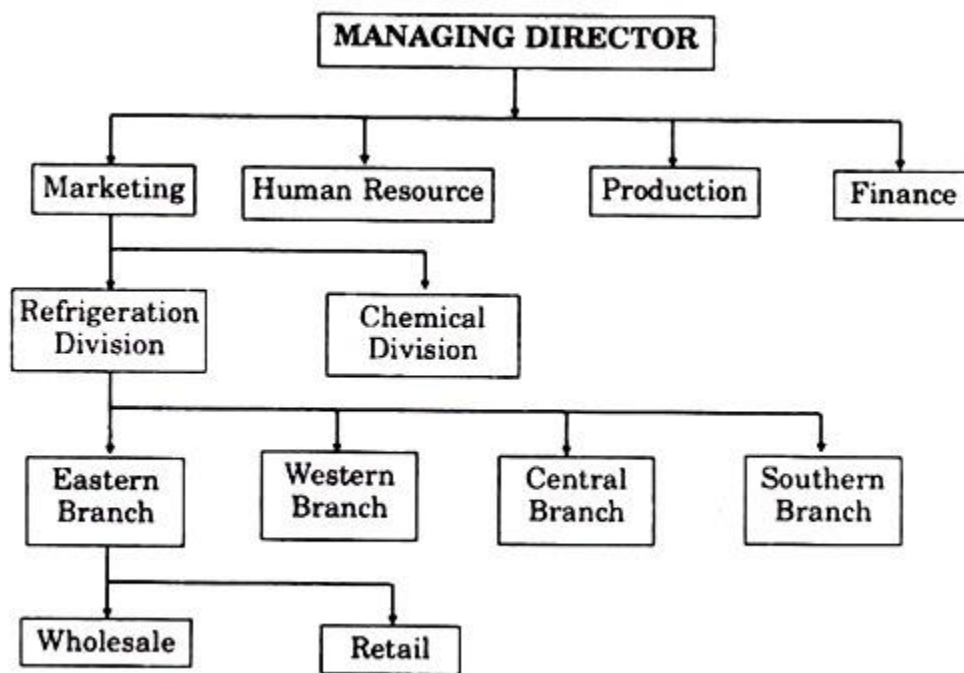 MANAGING DIRECTOR
Marketing
Human Resource
Production
Finance
Refrigeration
Division
Chemical
Division
Eastern
Branch
Western
Branch
Central
Branch
Southern
Branch
Wholesale
Retail